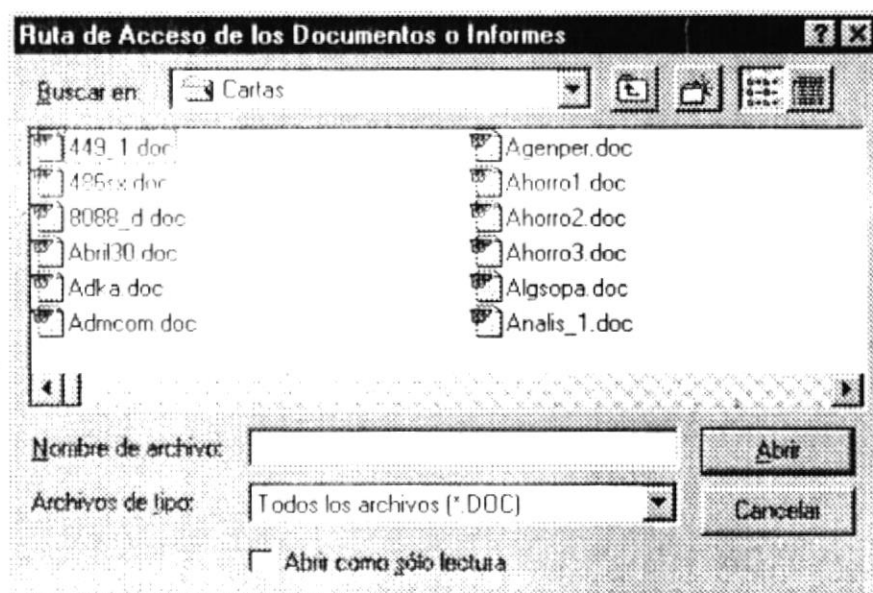 Ruta de Acceso de los Documentos o Informes
Buscar en: Cartas
449_1.doc
486sx.doc
8088_d.doc
Abril30.doc
Adka.doc
Admcom.doc
Agenper.doc
Ahorro1.doc
Ahorro2.doc
Ahorro3.doc
Algsopa.doc
Analis_1.doc
Nombre de archivo: Abrir
Archivos de tipo: Todos los archivos (*.DOC) Cancelar
Abrir como sólo lectura